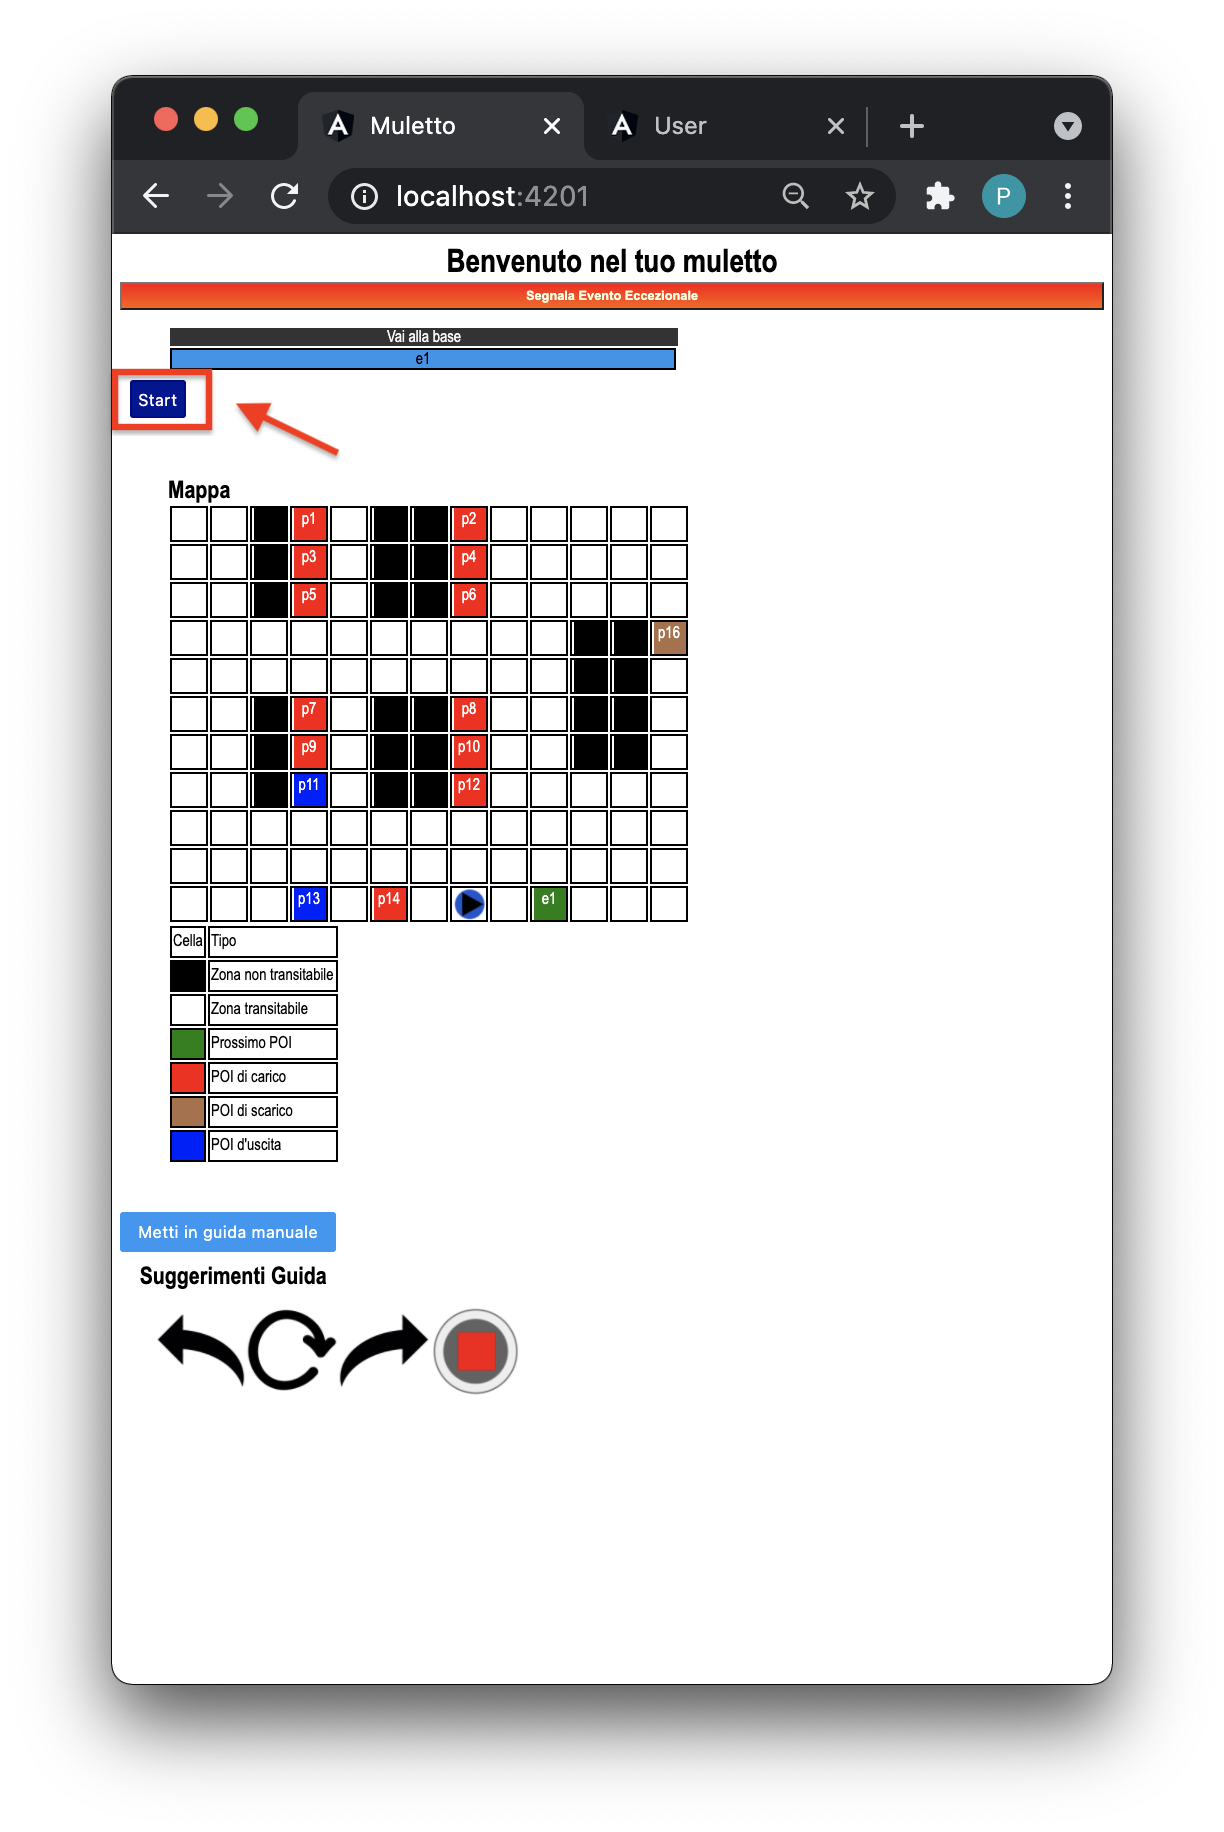 Muletto
User
localhost:4201
P
Benvenuto nel tuo muletto
Segnala Evento Eccezionale
Vai alla base
e1
Start
Mappa
p1 p2
p3 p4
p5 p6
p16
p7 p8
p9 p10
p11 p12
p13 p14 e1
Cella Tipo
Zona non transitabile
Zona transitabile
Prossimo POI
POI di carico
POI di scarico
POI d'uscita
Metti in guida manuale
Suggerimenti Guida